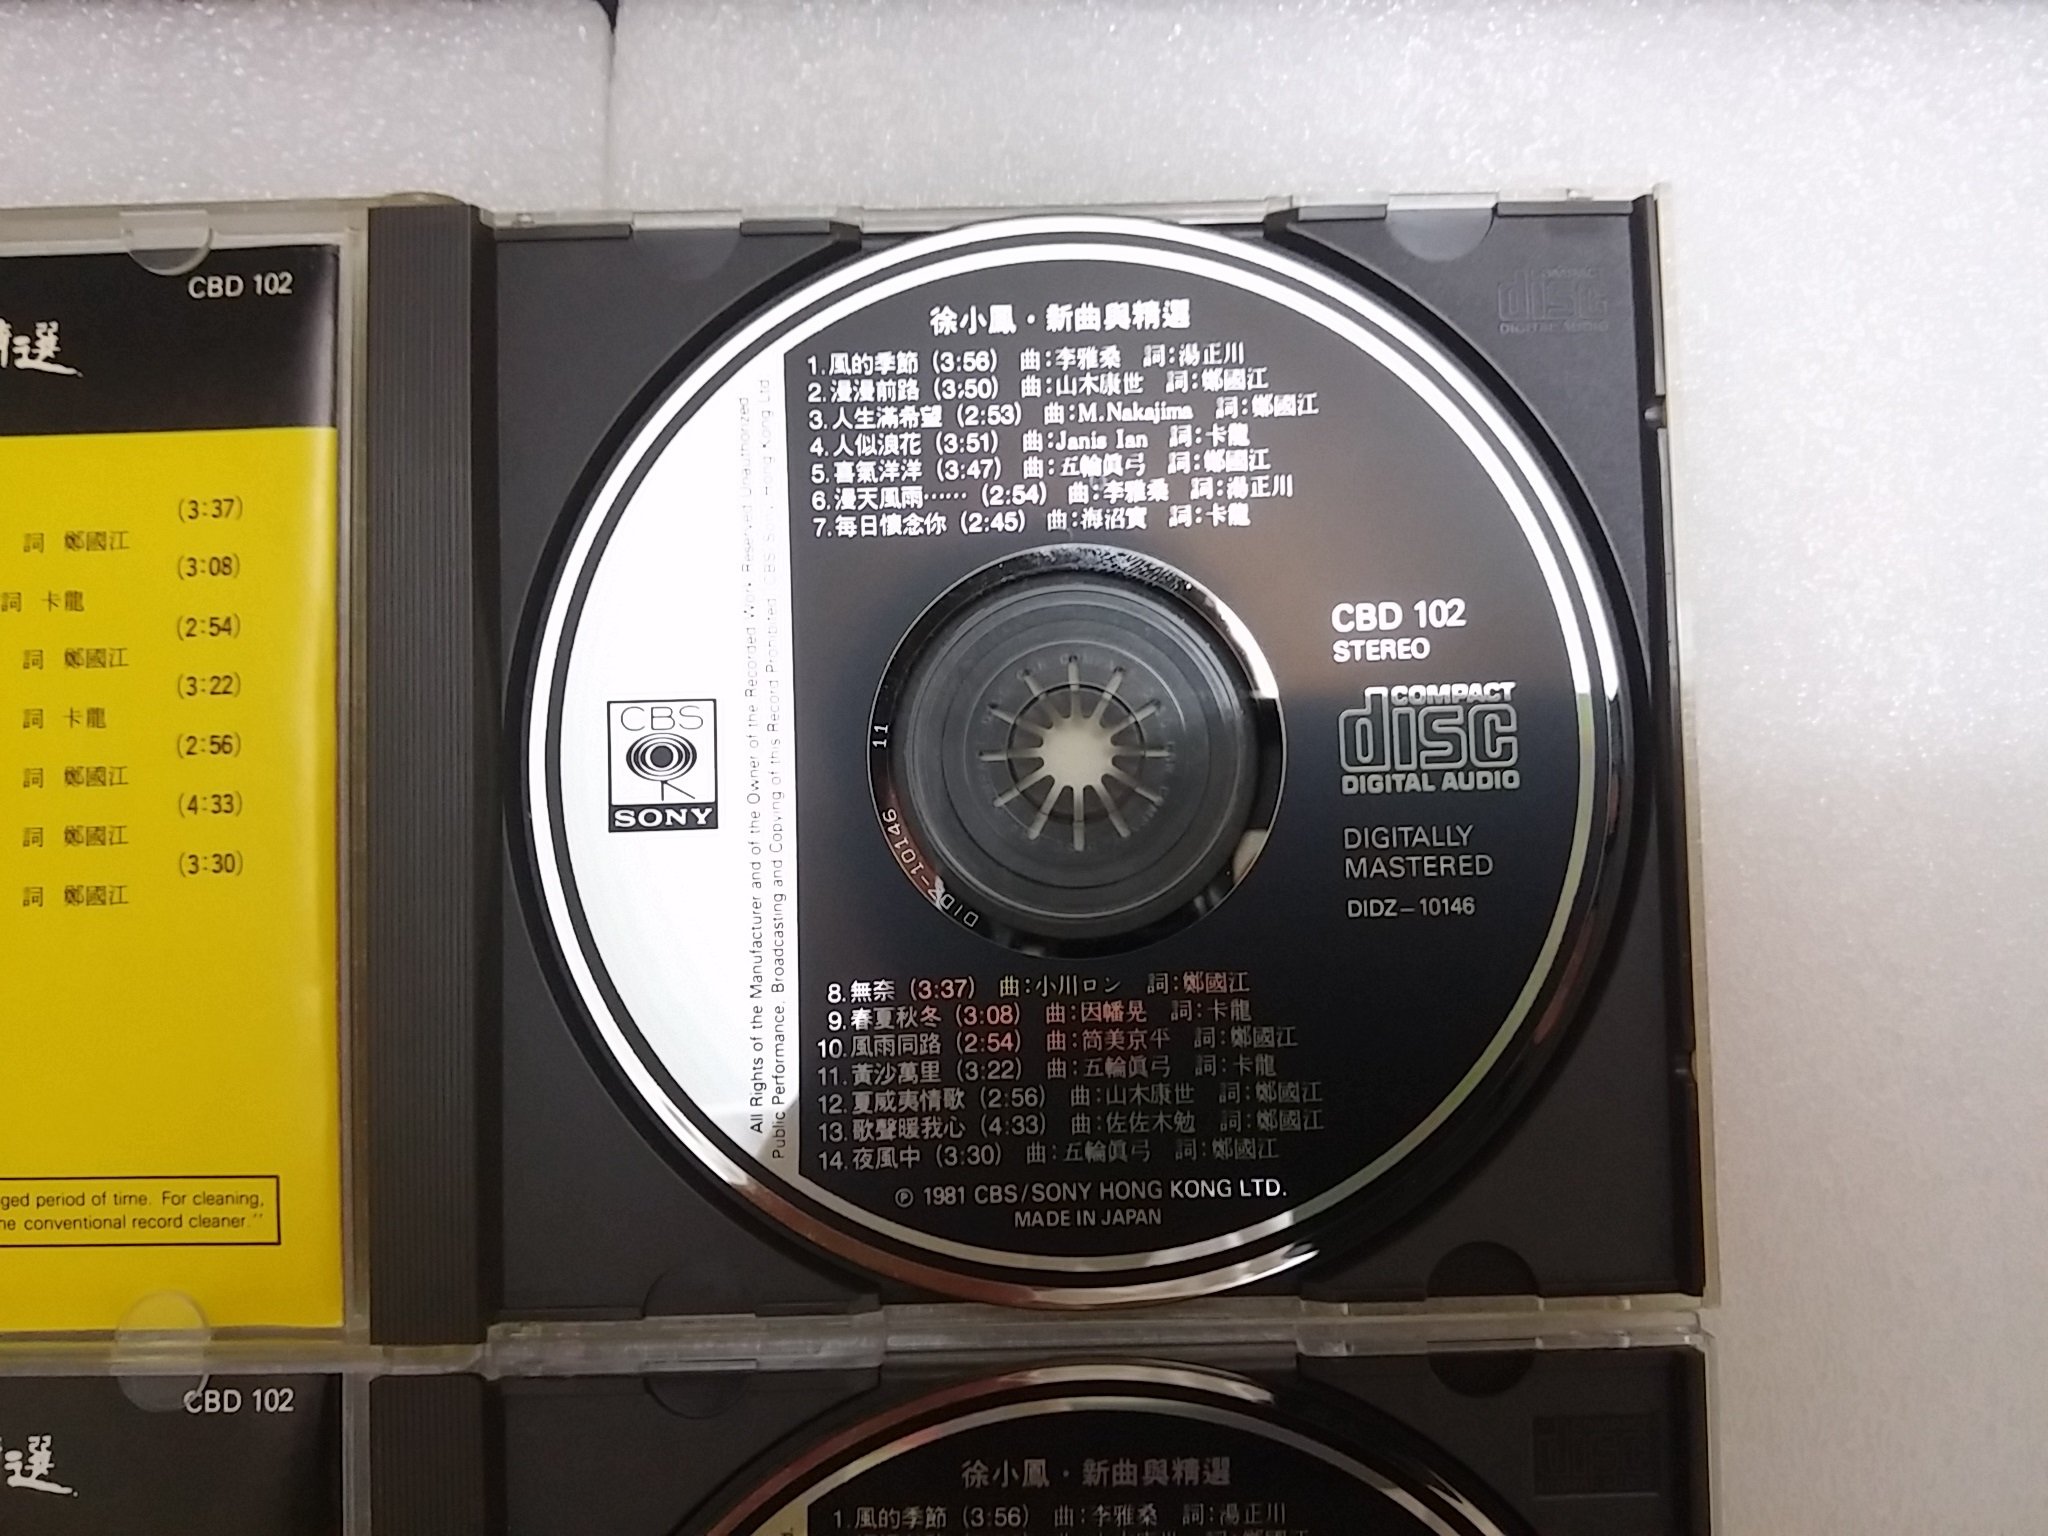 CBD 102
精選
(3:37)
詞 鄭國江
(3:08)
詞 卡龍
(2:54)
詞 鄭國江
(3:22)
詞 卡龍
(2:56)
詞 鄭國江
(4:33)
詞 鄭國江
(3:30)
詞 鄭國江
ged period of time. For cleaning,
he conventional record cleaner."
徐小鳳・新曲與精選
1.風的季節 (3:56) 曲:李雅桑 詞:湯正川
2.漫漫前路 (3;50) 曲:山木康世 詞:鄭國江
3.人生滿希望 (2:53) 曲:M.Nakajima 詞:鄭國江
4.人似浪花 (3:51) 曲:Janis Ian 詞:卡龍
5.喜氣洋洋 (3:47) 曲:五輪眞弓 詞:鄭國江
6.漫天風雨…… (2:54) 曲:李雅桑 詞:湯正川
7.每日懷念你 (2:45) 曲:海沼實 詞:卡龍
CBS
SONY
All Rights of the Manufacturer and of the Owner of the Recorded Work Reserved Unauthorized
Public Performance, Broadcasting and Copying of this Record Prohibited CBS Sony Hong Kong Ltd
11
DIDZ-10146
CBD 102
STEREO
COMPACT
disc
DIGITAL AUDIO
DIGITALLY
MASTERED
DIDZ-10146
8.無奈 (3:37) 曲:小川ロン 詞:鄭國江
9.春夏秋冬 (3:08) 曲:因幡晃 詞:卡龍
10.風雨同路 (2:54) 曲:筒美京平 詞:鄭國江
11.黃沙萬里 (3:22) 曲:五輪眞弓 詞:卡龍
12.夏威夷情歌 (2:56) 曲:山木康世 詞:鄭國江
13.歌聲暖我心 (4:33) 曲:佐佐木勉 詞:鄭國江
14.夜風中 (3:30) 曲:五輪眞弓 詞:鄭國江
Ⓟ 1981 CBS/SONY HONG KONG LTD.
MADE IN JAPAN
COMPACT
disc
DIGITAL AUDIO
CBD 102
精選
徐小鳳・新曲與精選
1.風的季節 (3:56) 曲:李雅桑 詞:湯正川